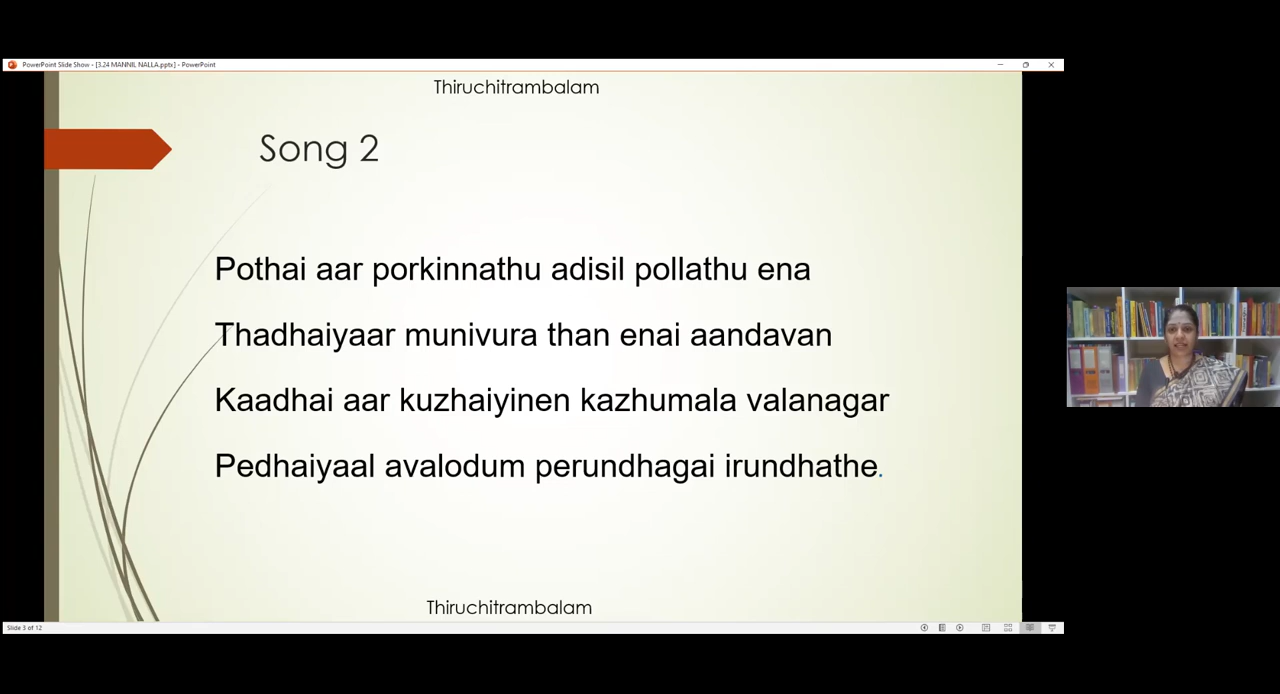 PowerPoint Slide Show - [3.24 MANNIL NALLA.pptx] - PowerPoint
Thiruchitrambalam
Song 2
Pothai aar porkinnathu adisil pollathu ena
Thadhaiyaar munivura than enai aandavan
Kaadhai aar kuzhaiyinen kazhumala valanagar
Pedhaiyaal avalodum perundhagai irundhathe.
Thiruchitrambalam
Slide 3 of 12